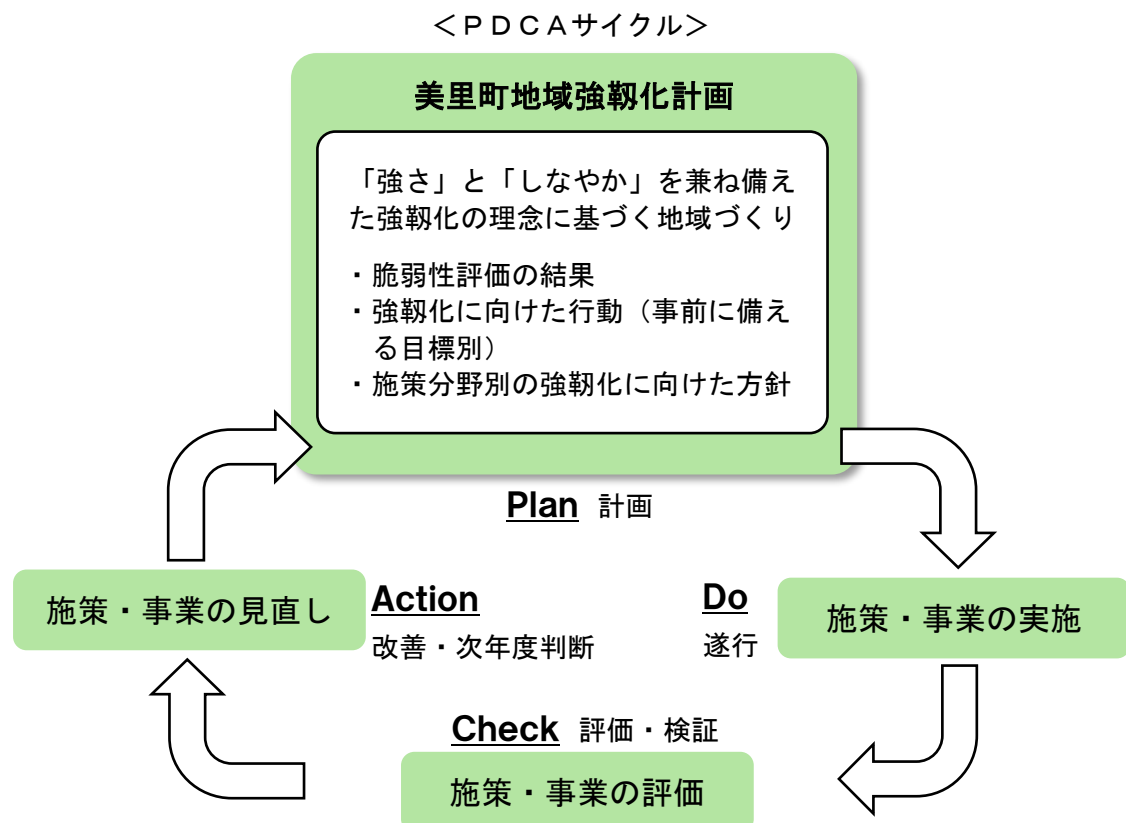 ＜ＰＤＣＡサイクル＞
美里町地域強靱化計画
「強さ」と「しなやか」を兼ね備え
た強靱化の理念に基づく地域づくり
・脆弱性評価の結果
・強靱化に向けた行動（事前に備え
る目標別）
・施策分野別の強靱化に向けた方針
Plan 計画
施策・事業の見直し
Action
改善・次年度判断
Do
遂行
施策・事業の実施
Check 評価・検証
施策・事業の評価